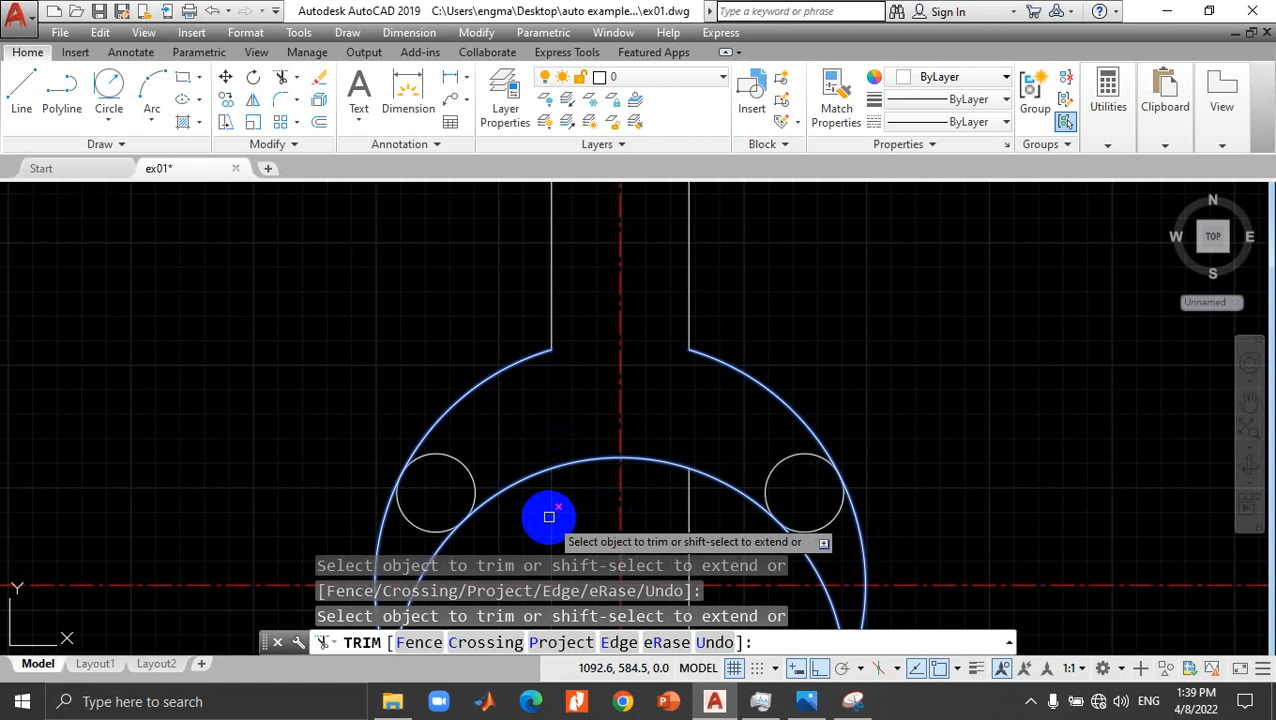 Autodesk AutoCAD 2019 C:\Users\engma\Desktop\auto example...\ex01.dwg
Type a keyword or phrase
Sign In
File Edit View Insert Format Tools Draw Dimension Modify Parametric Window Help Express
Home Insert Annotate Parametric View Manage Output Add-ins Collaborate Express Tools Featured Apps
0
ByLayer
ByLayer
ByLayer
Line Polyline Circle Arc
Text Dimension
Layer Properties
Insert
Match Properties
Group
Utilities
Clipboard
View
Draw Modify Annotation Layers Block Properties Groups
Start ex01*
N
W TOP E
S
Unnamed
Select object to trim or shift-select to extend or
Select object to trim or shift-select to extend or
[Fence/Crossing/Project/Edge/eRase/Undo]:
Select object to trim or shift-select to extend or
TRIM [Fence Crossing Project Edge eRase Undo]:
Y
X
Model Layout1 Layout2
1092.6, 584.5, 0.0 MODEL
1:1
Type here to search
ENG
1:39 PM
4/8/2022